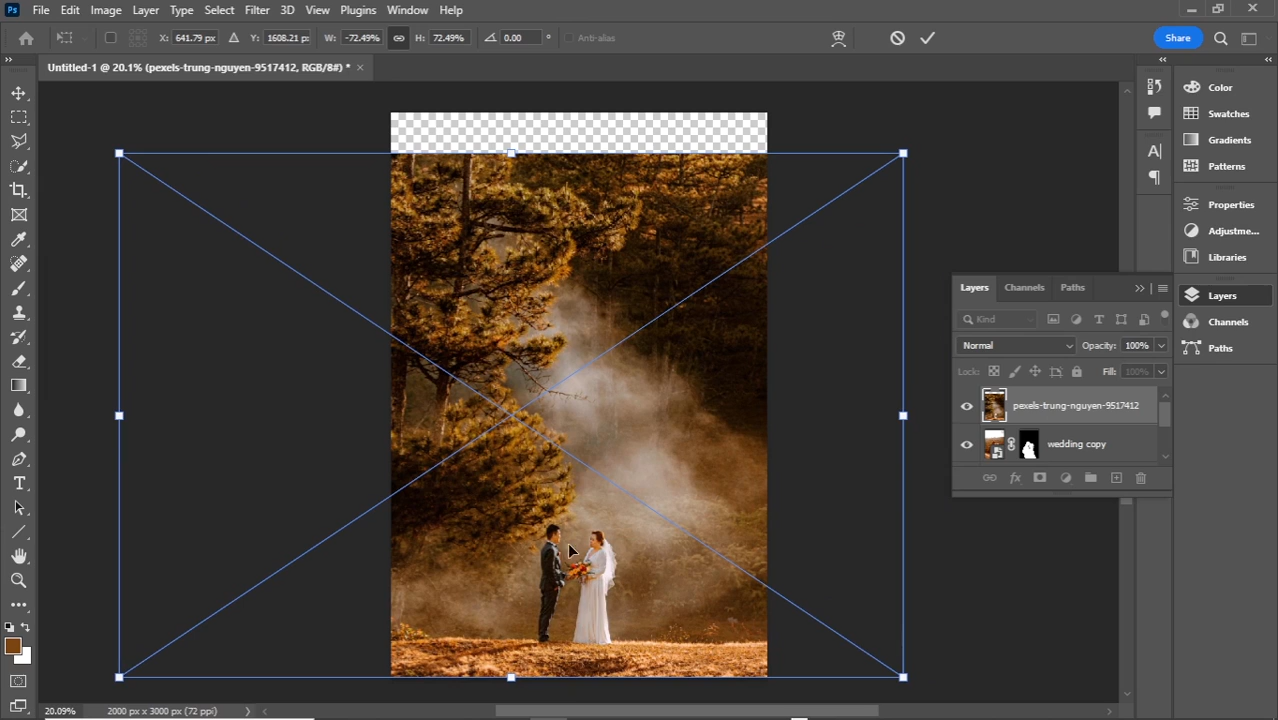 Ps File Edit Image Layer Type Select Filter 3D View Plugins Window Help
X: 641.79 px Y: 1608.21 px W: -72.49% H: 72.49% 0.00 ° Anti-alias Share
Untitled-1 @ 20.1% (pexels-trung-nguyen-9517412, RGB/8#) * ×
Color
Swatches
Gradients
Patterns
Properties
Adjustme...
Libraries
Layers
Channels
Paths
Layers Channels Paths
Kind
Normal Opacity: 100%
Lock: Fill: 100%
pexels-trung-nguyen-9517412
wedding copy
20.09% 2000 px x 3000 px (72 ppi)